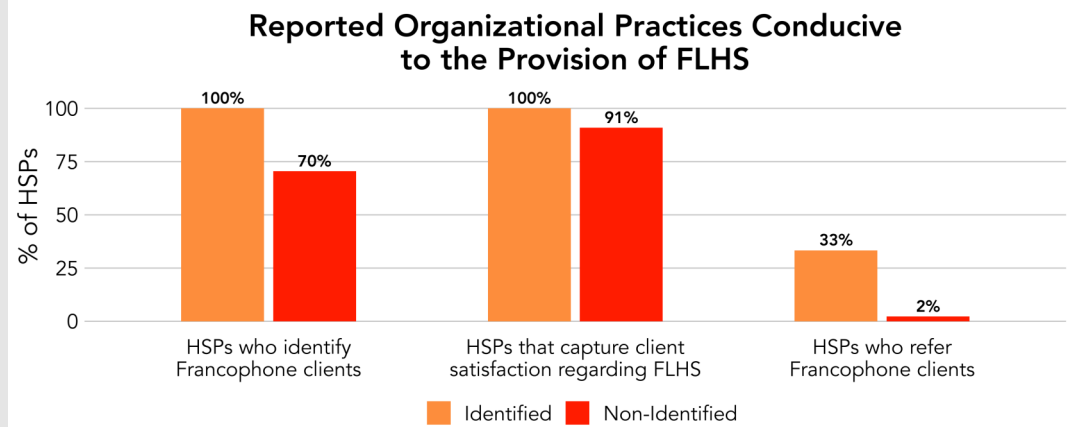 Reported Organizational Practices Conducive
to the Provision of FLHS
% of HSPs
100
75
50
25
0
100%
70%
100%
91%
33%
2%
HSPs who identify
Francophone clients
HSPs that capture client
satisfaction regarding FLHS
HSPs who refer
Francophone clients
Identified
Non-Identified